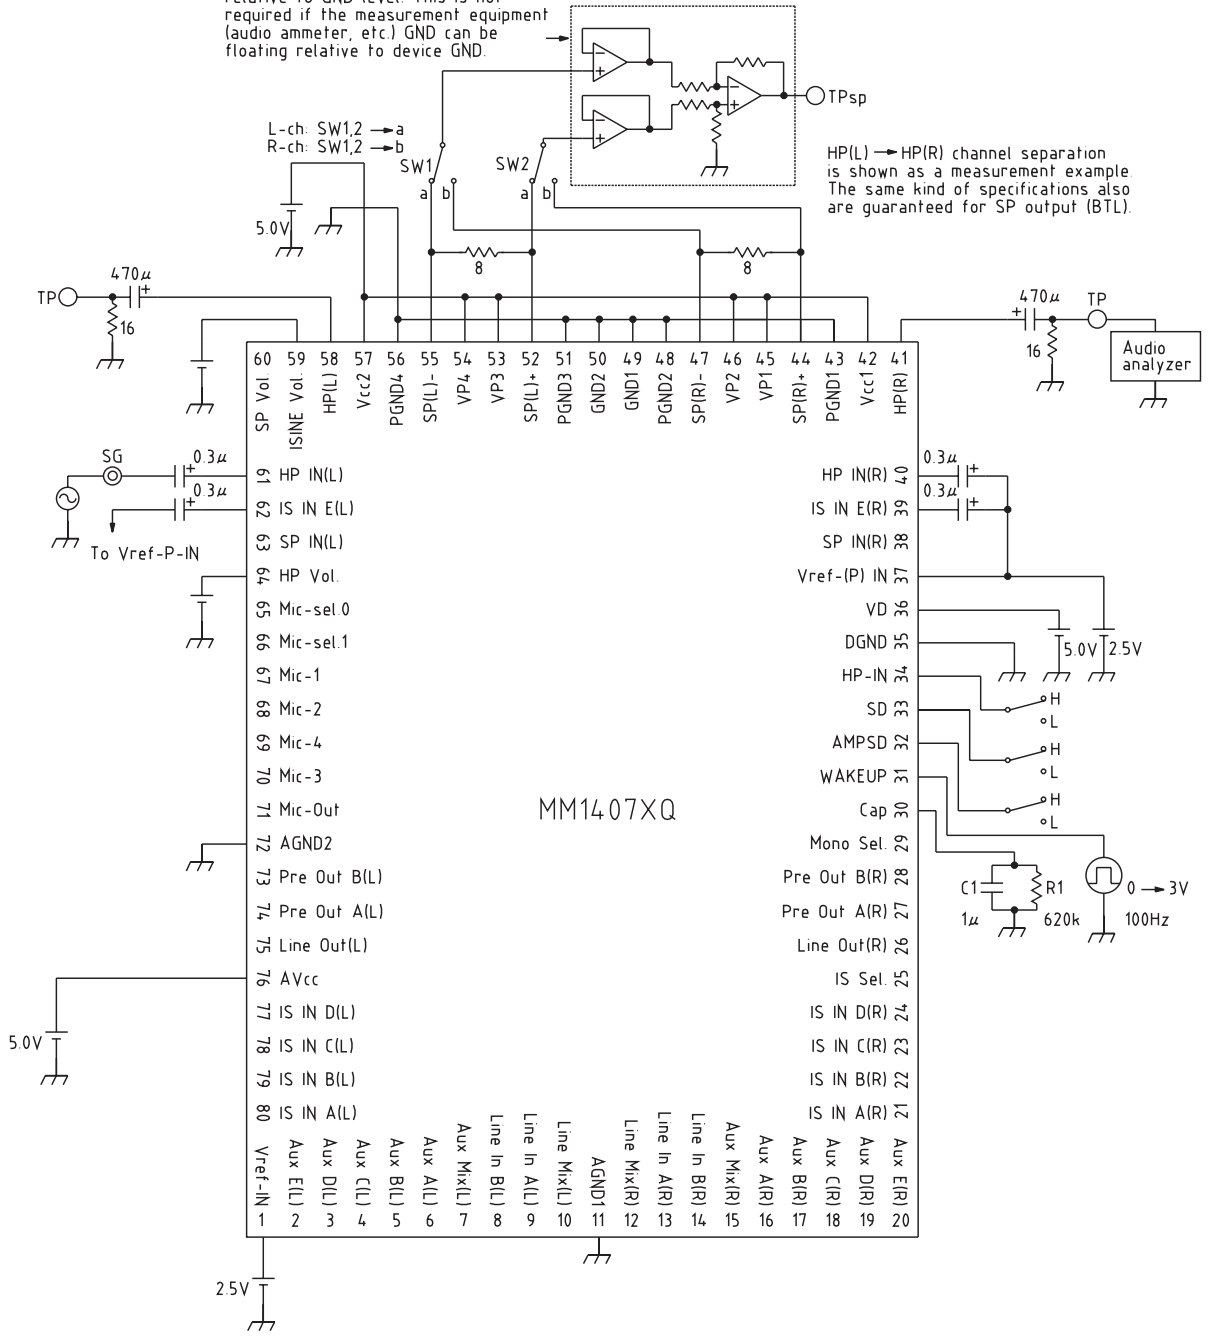 relative to GND level. This is not
required if the measurement equipment
(audio ammeter, etc.) GND can be
floating relative to device GND.
TPsp
L-ch: SW1,2 → a
R-ch: SW1,2 → b
SW1
SW2
a b
a b
HP(L) → HP(R) channel separation
is shown as a measurement example.
The same kind of specifications also
are guaranteed for SP output (BTL).
5.0V
8
8
470μ
+
TP
16
470μ
+
TP
16
Audio
analyzer
60 59 58 57 56 55 54 53 52 51 50 49 48 47 46 45 44 43 42 41
SP Vol.
ISINE Vol.
HP(L)
Vcc2
PGND4
SP(L)-
VP4
VP3
SP(L)+
PGND3
GND2
GND1
PGND2
SP(R)-
VP2
VP1
SP(R)+
PGND1
Vcc1
HP(R)
SG
0.3μ
+
0.3μ
+
To Vref-P-IN
61 HP IN(L)
62 IS IN E(L)
63 SP IN(L)
64 HP Vol.
65 Mic-sel.0
66 Mic-sel.1
67 Mic-1
68 Mic-2
69 Mic-4
70 Mic-3
71 Mic-Out
72 AGND2
73 Pre Out B(L)
74 Pre Out A(L)
75 Line Out(L)
76 AVcc
77 IS IN D(L)
78 IS IN C(L)
79 IS IN B(L)
80 IS IN A(L)
5.0V
MM1407XQ
HP IN(R) 40
IS IN E(R) 39
SP IN(R) 38
Vref-(P) IN 37
VD 36
DGND 35
HP-IN 34
SD 33
AMPSD 32
WAKEUP 31
Cap 30
Mono Sel. 29
Pre Out B(R) 28
Pre Out A(R) 27
Line Out(R) 26
IS Sel. 25
IS IN D(R) 24
IS IN C(R) 23
IS IN B(R) 22
IS IN A(R) 21
0.3μ
+
0.3μ
+
5.0V 2.5V
H
L
H
L
H
L
C1 R1
1μ 620k
0 → 3V
100Hz
Vref-IN
Aux E(L)
Aux D(L)
Aux C(L)
Aux B(L)
Aux A(L)
Aux Mix(L)
Line In B(L)
Line In A(L)
Line Mix(L)
AGND1
Line Mix(R)
Line In A(R)
Line In B(R)
Aux Mix(R)
Aux A(R)
Aux B(R)
Aux C(R)
Aux D(R)
Aux E(R)
1 2 3 4 5 6 7 8 9 10 11 12 13 14 15 16 17 18 19 20
2.5V